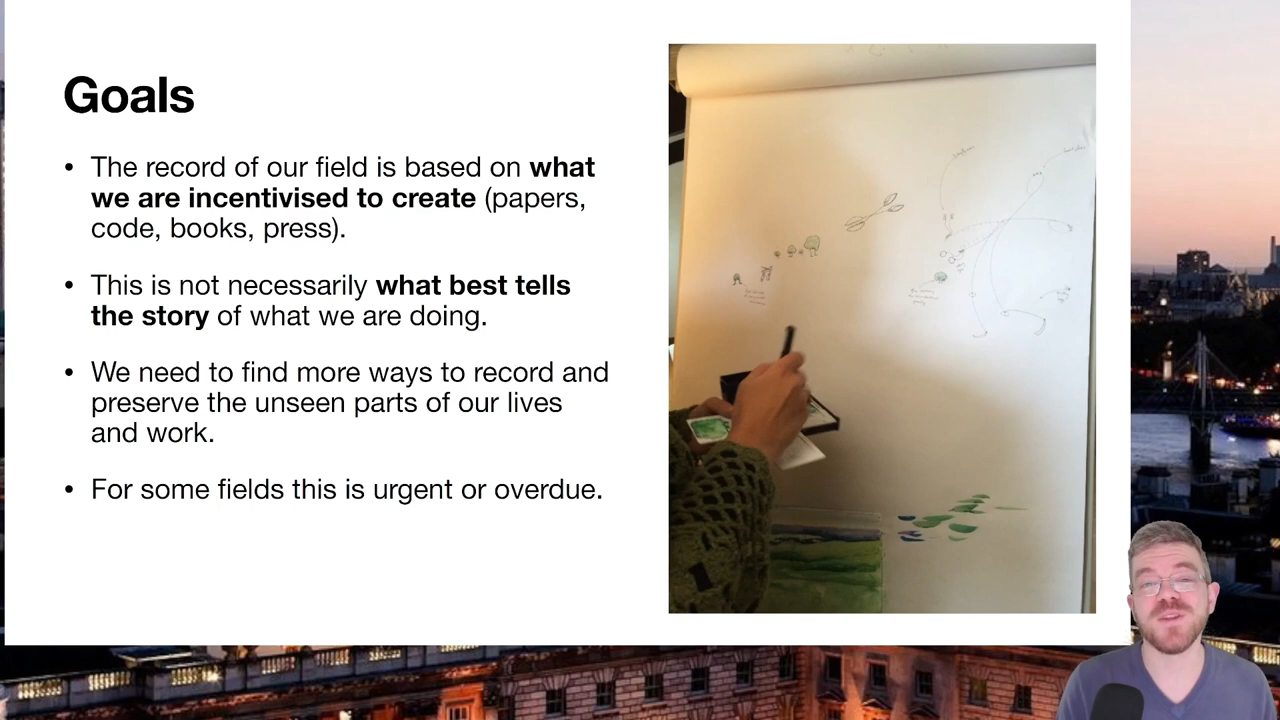 Goals
• The record of our field is based on what
we are incentivised to create (papers,
code, books, press).
• This is not necessarily what best tells
the story of what we are doing.
• We need to find more ways to record and
preserve the unseen parts of our lives
and work.
• For some fields this is urgent or overdue.